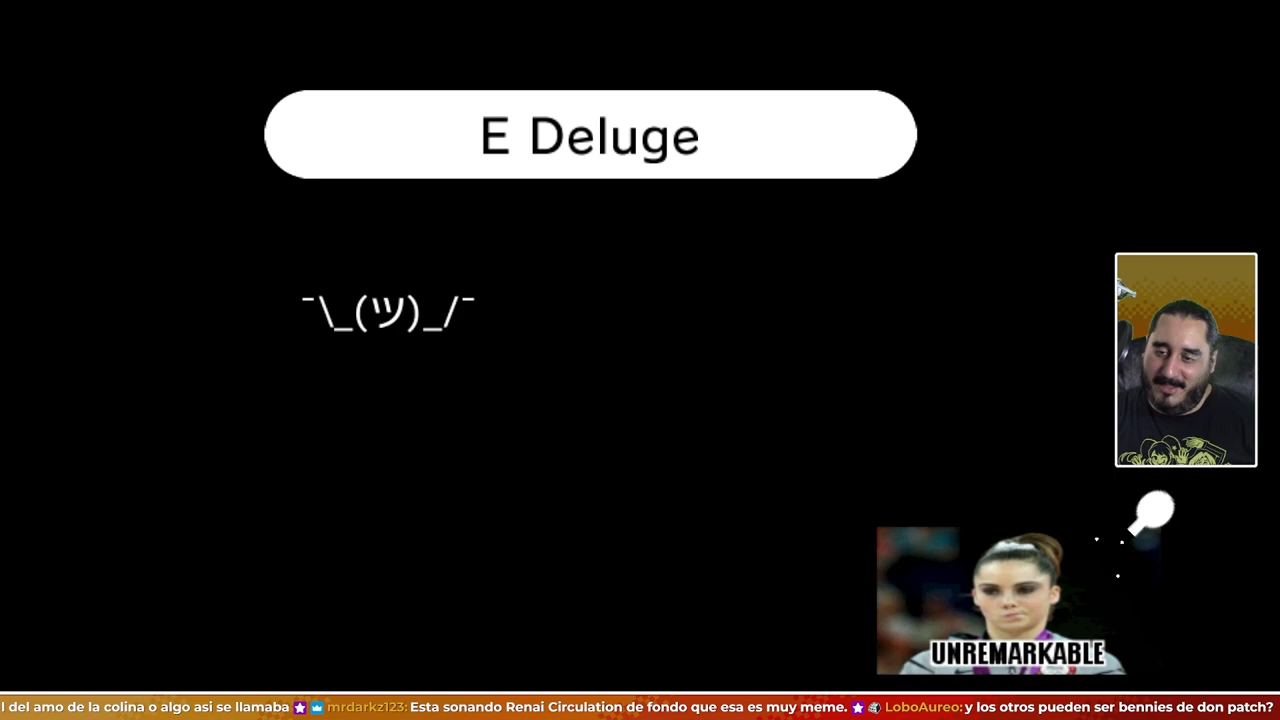 E Deluge
¯\_(ツ)_/¯
UNREMARKABLE
l del amo de la colina o algo asi se llamaba mrdarkz123: Esta sonando Renai Circulation de fondo que esa es muy meme. LoboAureo: y los otros pueden ser bennies de don patch?